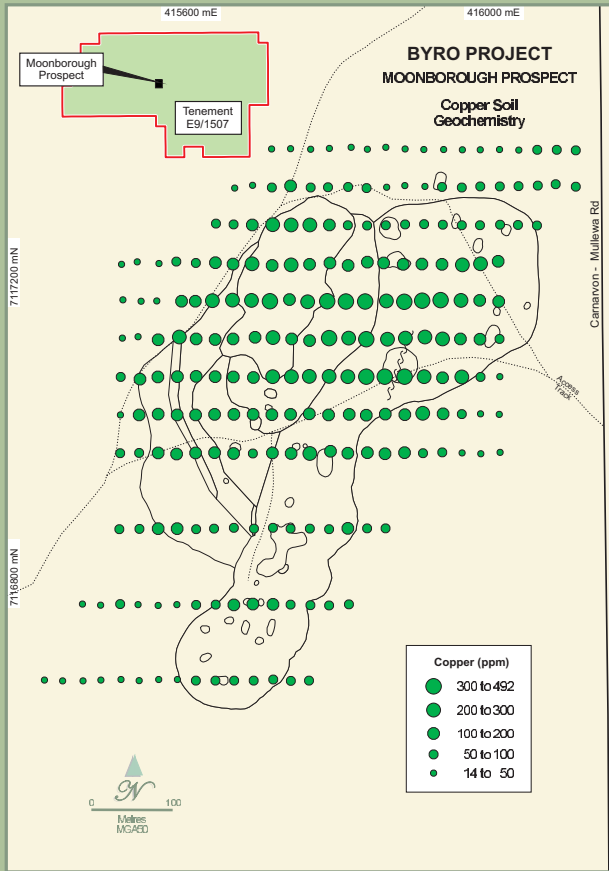 415600 mE
416000 mE
BYRO PROJECT
MOONBOROUGH PROSPECT
Copper Soil
Geochemistry
Moonborough
Prospect
Tenement
E9/1507
7117200 mN
Carnarvon - Mullewa Rd
Access
Track
7116800 mN
Copper (ppm)
300 to 492
200 to 300
100 to 200
50 to 100
14 to 50
N
0 100
Metres
MGA50